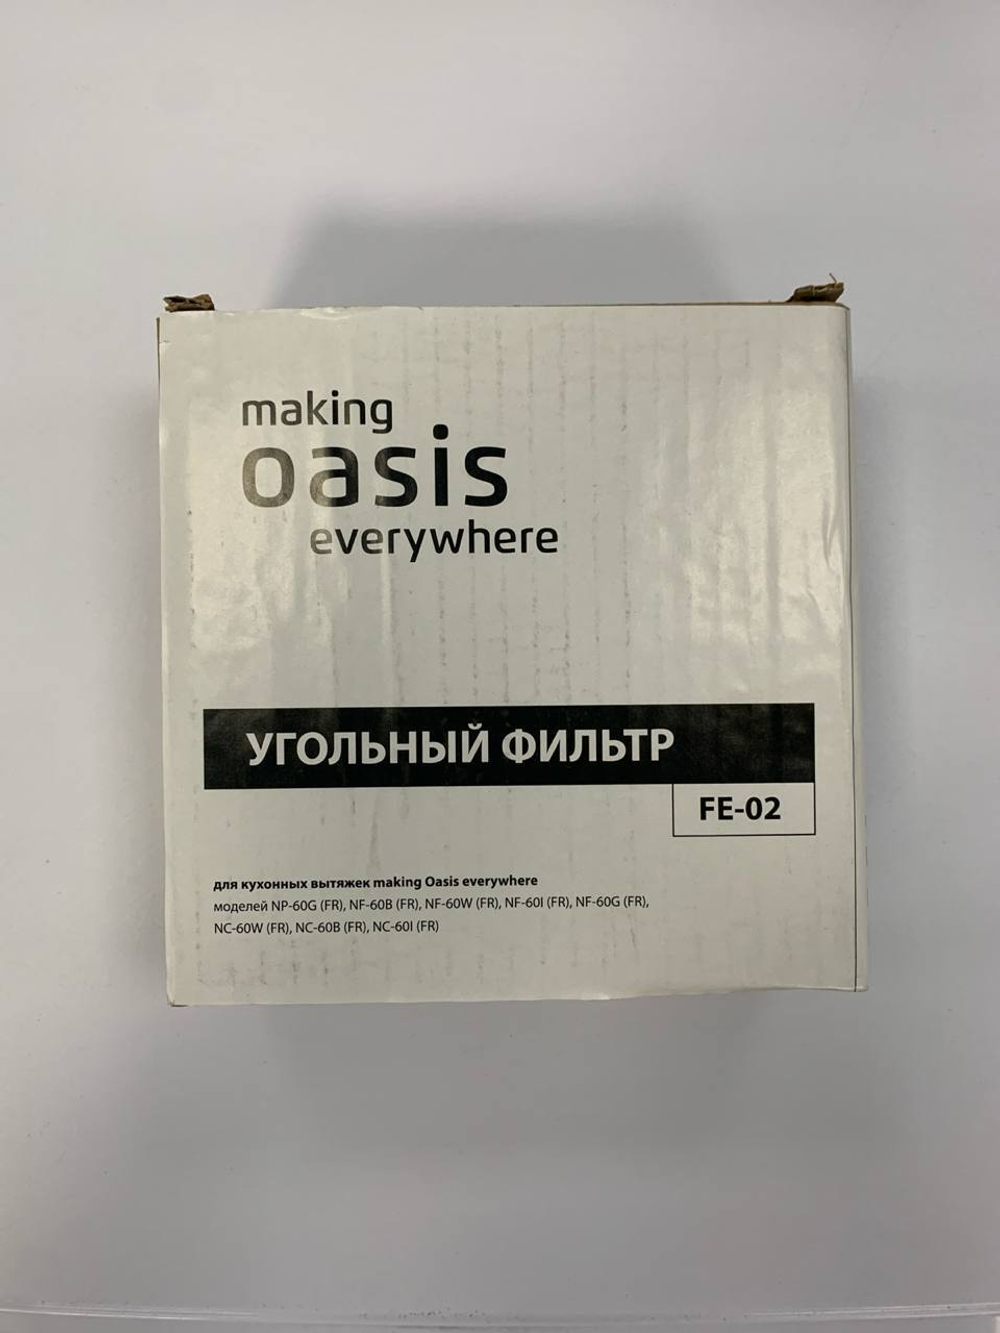 making
oasis
everywhere
УГОЛЬНЫЙ ФИЛЬТР
FE-02
для кухонных вытяжек making Oasis everywhere
моделей NP-60G (FR), NF-60B (FR), NF-60W (FR), NF-60I (FR), NF-60G (FR),
NC-60W (FR), NC-60B (FR), NC-60I (FR)